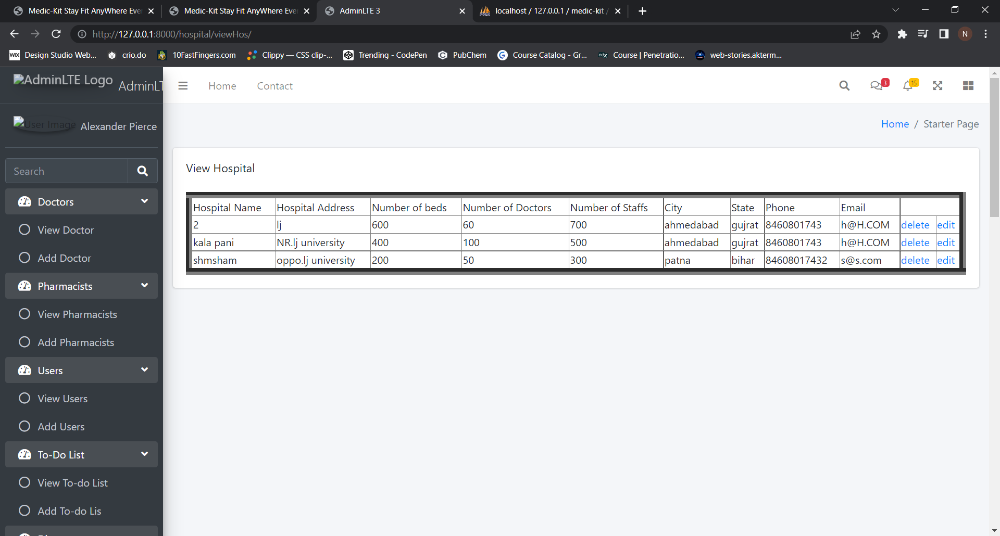 Medic-Kit Stay Fit AnyWhere Eve
Medic-Kit Stay Fit AnyWhere Eve
AdminLTE 3
localhost / 127.0.0.1 / medic-kit /
http://127.0.0.1:8000/hospital/viewHos/
N
WIX Design Studio Web...
crio.do
10FastFingers.com
Clippy — CSS clip-...
Trending - CodePen
PubChem
G Course Catalog - Gr...
edX Course | Penetratio...
web-stories.akterm...
AdminLTE Logo AdminLT
Home Contact
3 15
User Image Alexander Pierce
Home / Starter Page
Search
View Hospital
Hospital Name Hospital Address Number of beds Number of Doctors Number of Staffs City State Phone Email
2 lj 600 60 700 ahmedabad gujrat 8460801743 h@H.COM delete edit
kala pani NR.lj university 400 100 500 ahmedabad gujrat 8460801743 h@H.COM delete edit
shmsham oppo.lj university 200 50 300 patna bihar 84608017432 s@s.com delete edit
Doctors
View Doctor
Add Doctor
Pharmacists
View Pharmacists
Add Pharmacists
Users
View Users
Add Users
To-Do List
View To-do List
Add To-do Lis